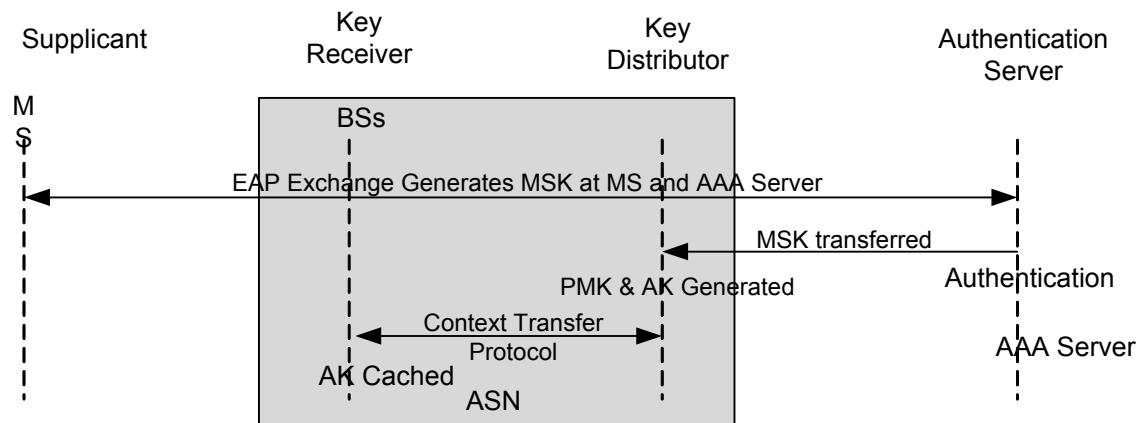 Supplicant
Key
Receiver
Key
Distributor
Authentication
Server
M
S
BSs
EAP Exchange Generates MSK at MS and AAA Server
MSK transferred
PMK & AK Generated
Authentication
Context Transfer
Protocol
AAA Server
AK Cached
ASN